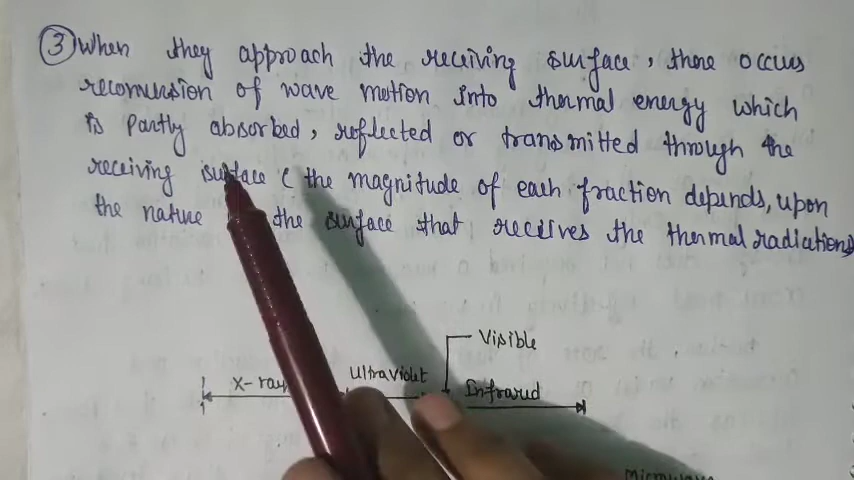 ③ When they approach the receiving surface, there occurs
reconversion of wave motion into thermal energy which
is partly absorbed, reflected or transmitted through the
receiving surface ( the magnitude of each fraction depends, upon
the nature the surface that receives the thermal radiations)
Visible
X-ray Ultraviolet Infrared